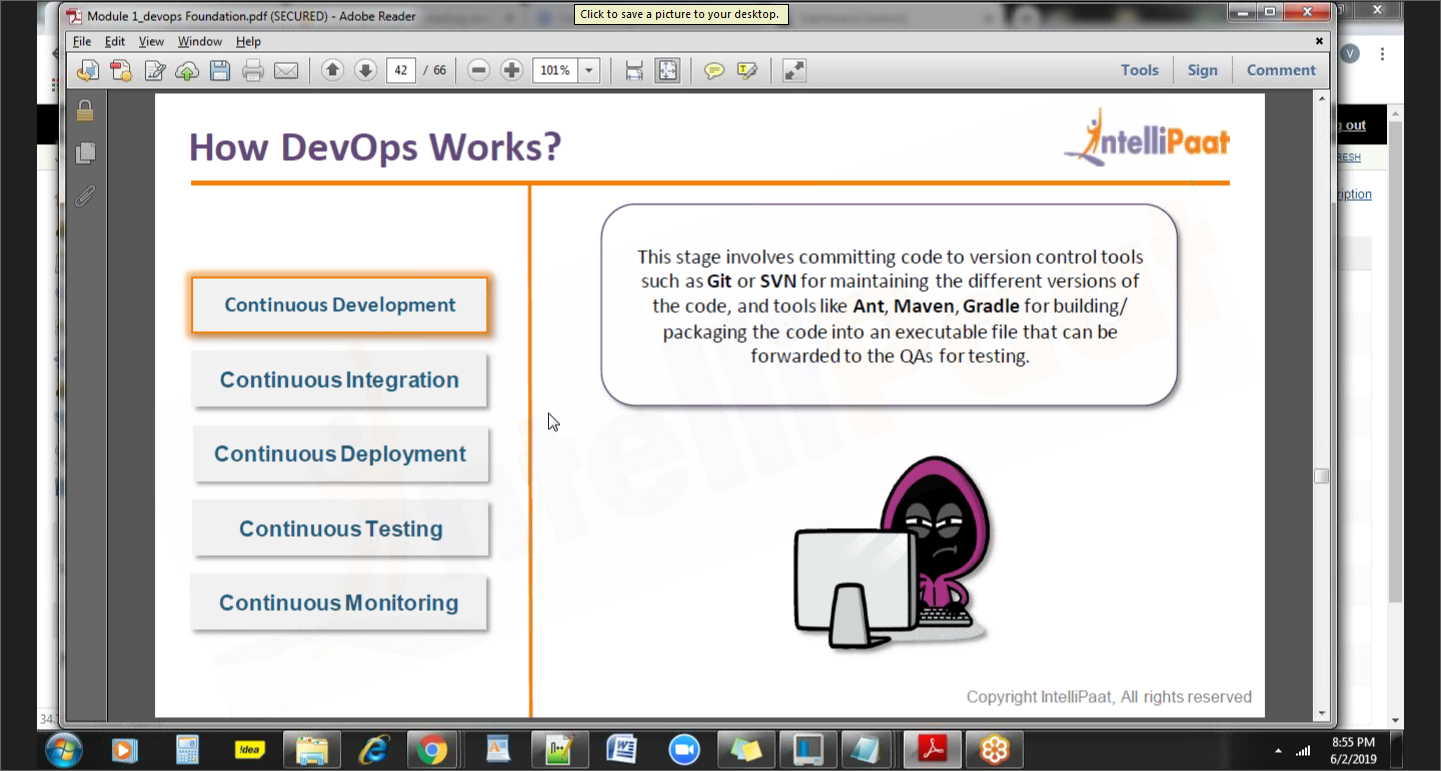 Click to save a picture to your desktop.
Module 1_devops Foundation.pdf (SECURED) - Adobe Reader
File Edit View Window Help
42 / 66 101% Tools Sign Comment
V
How DevOps Works?
IntelliPaat
out
RESH
ription
This stage involves committing code to version control tools
such as Git or SVN for maintaining the different versions of
the code, and tools like Ant, Maven, Gradle for building/
packaging the code into an executable file that can be
forwarded to the QAs for testing.
Continuous Development
Continuous Integration
Continuous Deployment
Continuous Testing
Continuous Monitoring
Copyright IntelliPaat, All rights reserved
34.
!dea
8:55 PM
6/2/2019